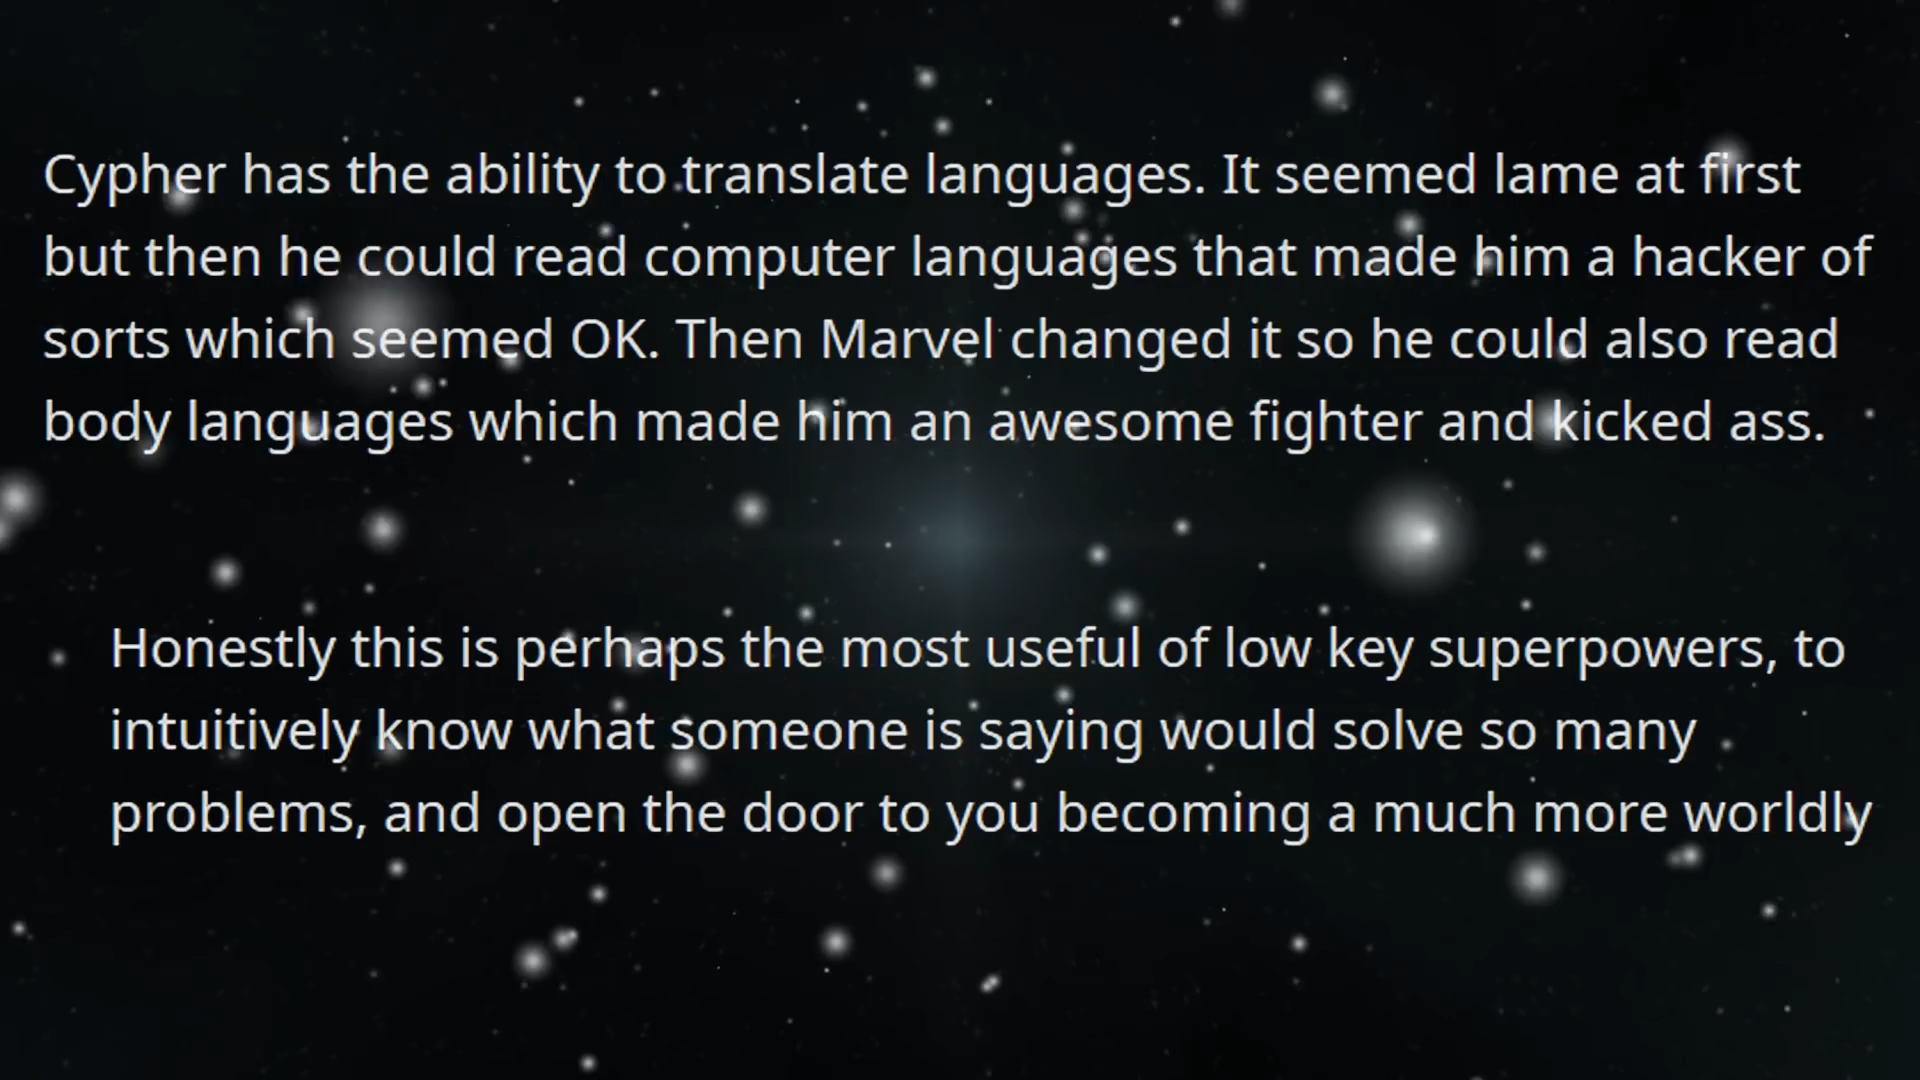 Cypher has the ability to translate languages. It seemed lame at first
but then he could read computer languages that made him a hacker of
sorts which seemed OK. Then Marvel changed it so he could also read
body languages which made him an awesome fighter and kicked ass.
Honestly this is perhaps the most useful of low key superpowers, to
intuitively know what someone is saying would solve so many
problems, and open the door to you becoming a much more worldly